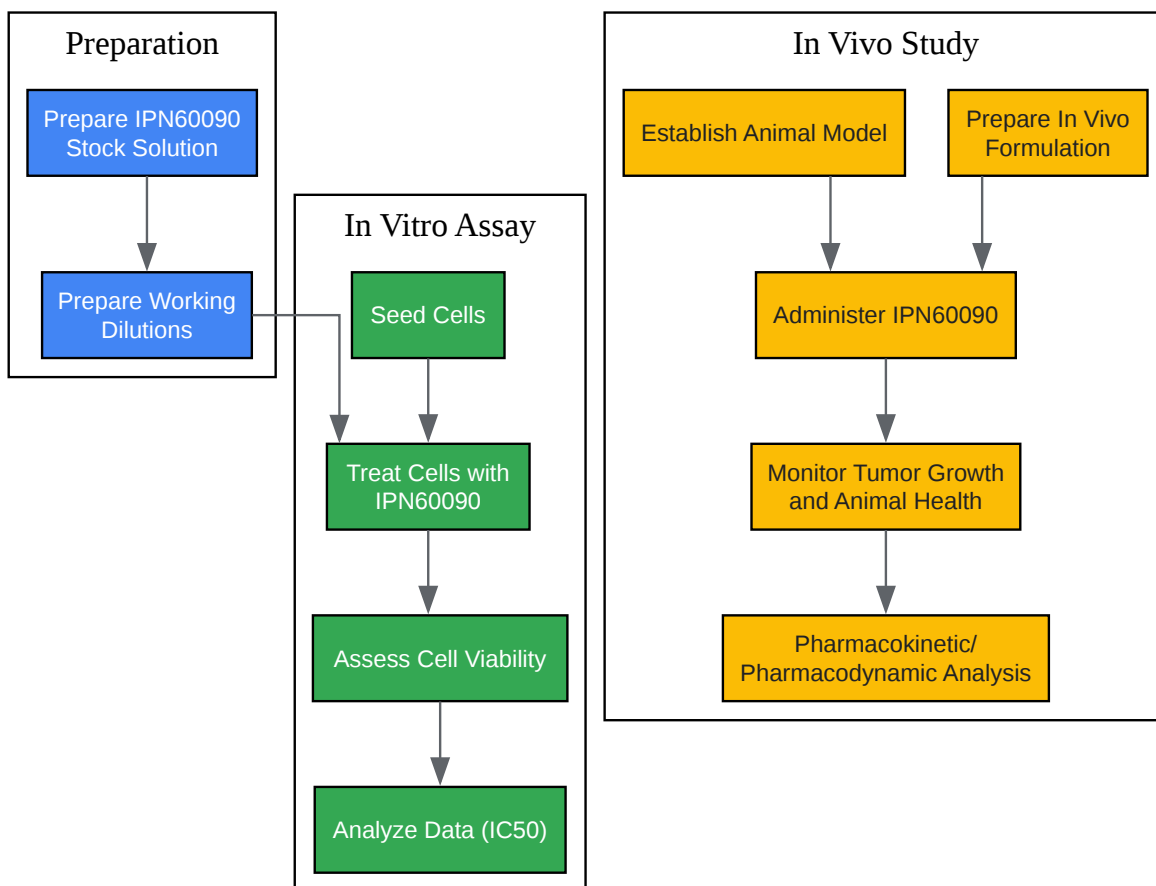 Preparation
Prepare IPN60090
Stock Solution
Prepare Working
Dilutions
In Vitro Assay
Seed Cells
Treat Cells with
IPN60090
Assess Cell Viability
Analyze Data (IC50)
In Vivo Study
Establish Animal Model
Prepare In Vivo
Formulation
Administer IPN60090
Monitor Tumor Growth
and Animal Health
Pharmacokinetic/
Pharmacodynamic Analysis